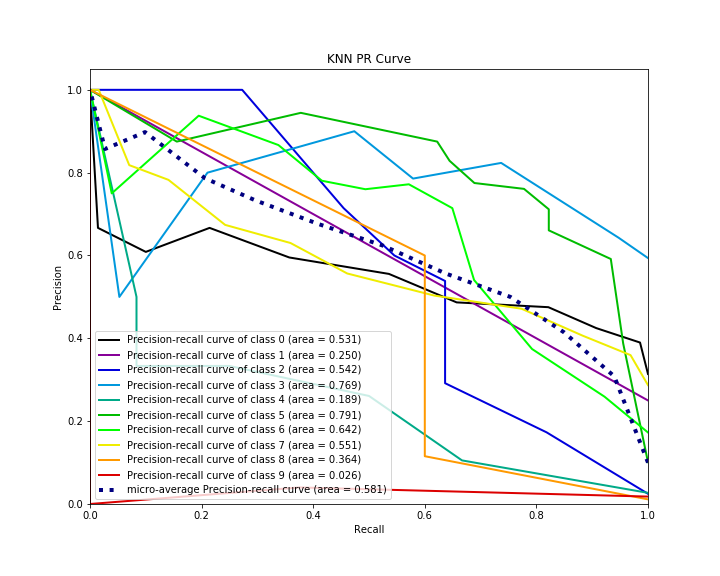 KNN PR Curve
1.0
0.8
0.6
0.4
0.2
0.0
Precision
Precision-recall curve of class 0 (area = 0.531)
Precision-recall curve of class 1 (area = 0.250)
Precision-recall curve of class 2 (area = 0.542)
Precision-recall curve of class 3 (area = 0.769)
Precision-recall curve of class 4 (area = 0.189)
Precision-recall curve of class 5 (area = 0.791)
Precision-recall curve of class 6 (area = 0.642)
Precision-recall curve of class 7 (area = 0.551)
Precision-recall curve of class 8 (area = 0.364)
Precision-recall curve of class 9 (area = 0.026)
micro-average Precision-recall curve (area = 0.581)
0.0 0.2 0.4 0.6 0.8 1.0
Recall